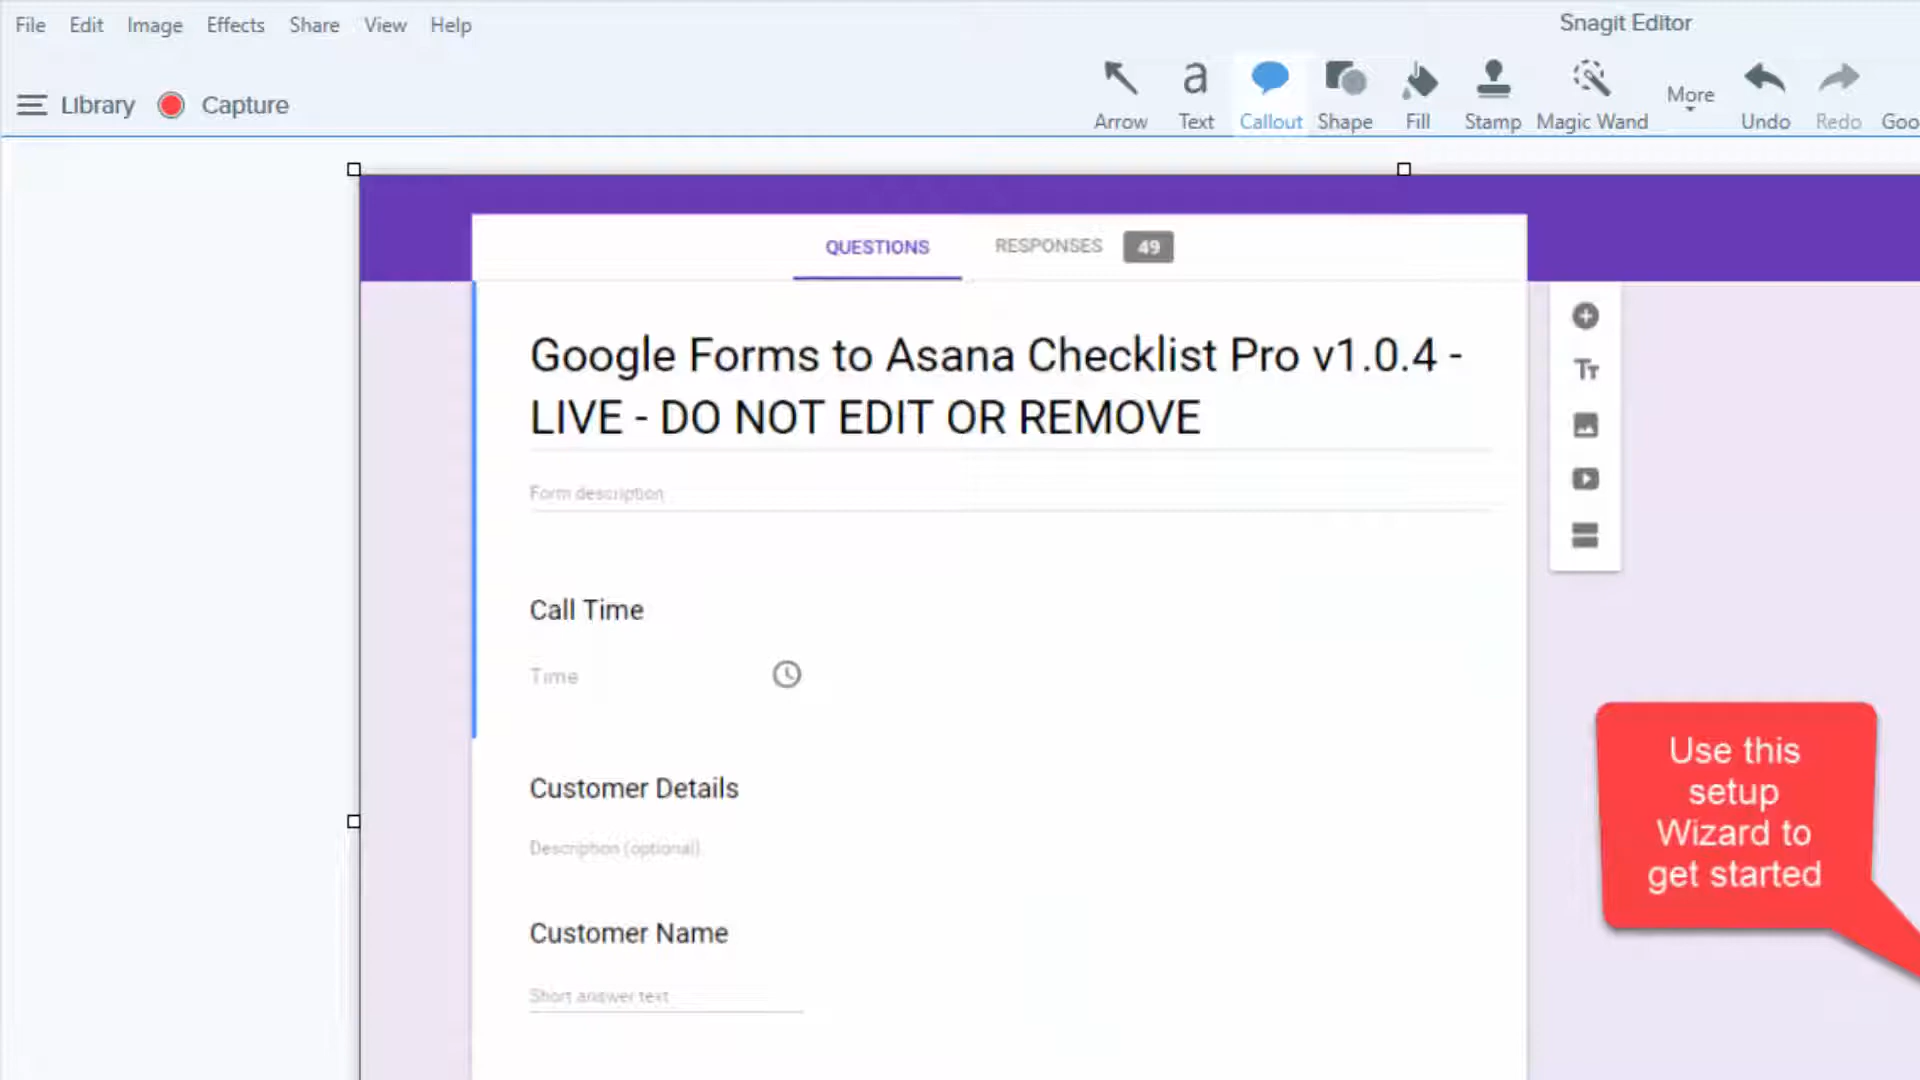 File Edit Image Effects Share View Help
Snagit Editor
Library Capture
Arrow Text Callout Shape Fill Stamp Magic Wand More Undo Redo Goo
QUESTIONS RESPONSES 49
Google Forms to Asana Checklist Pro v1.0.4 -
LIVE - DO NOT EDIT OR REMOVE
Form description
Call Time
Time
Customer Details
Description (optional)
Customer Name
Short answer text
Use this
setup
Wizard to
get started